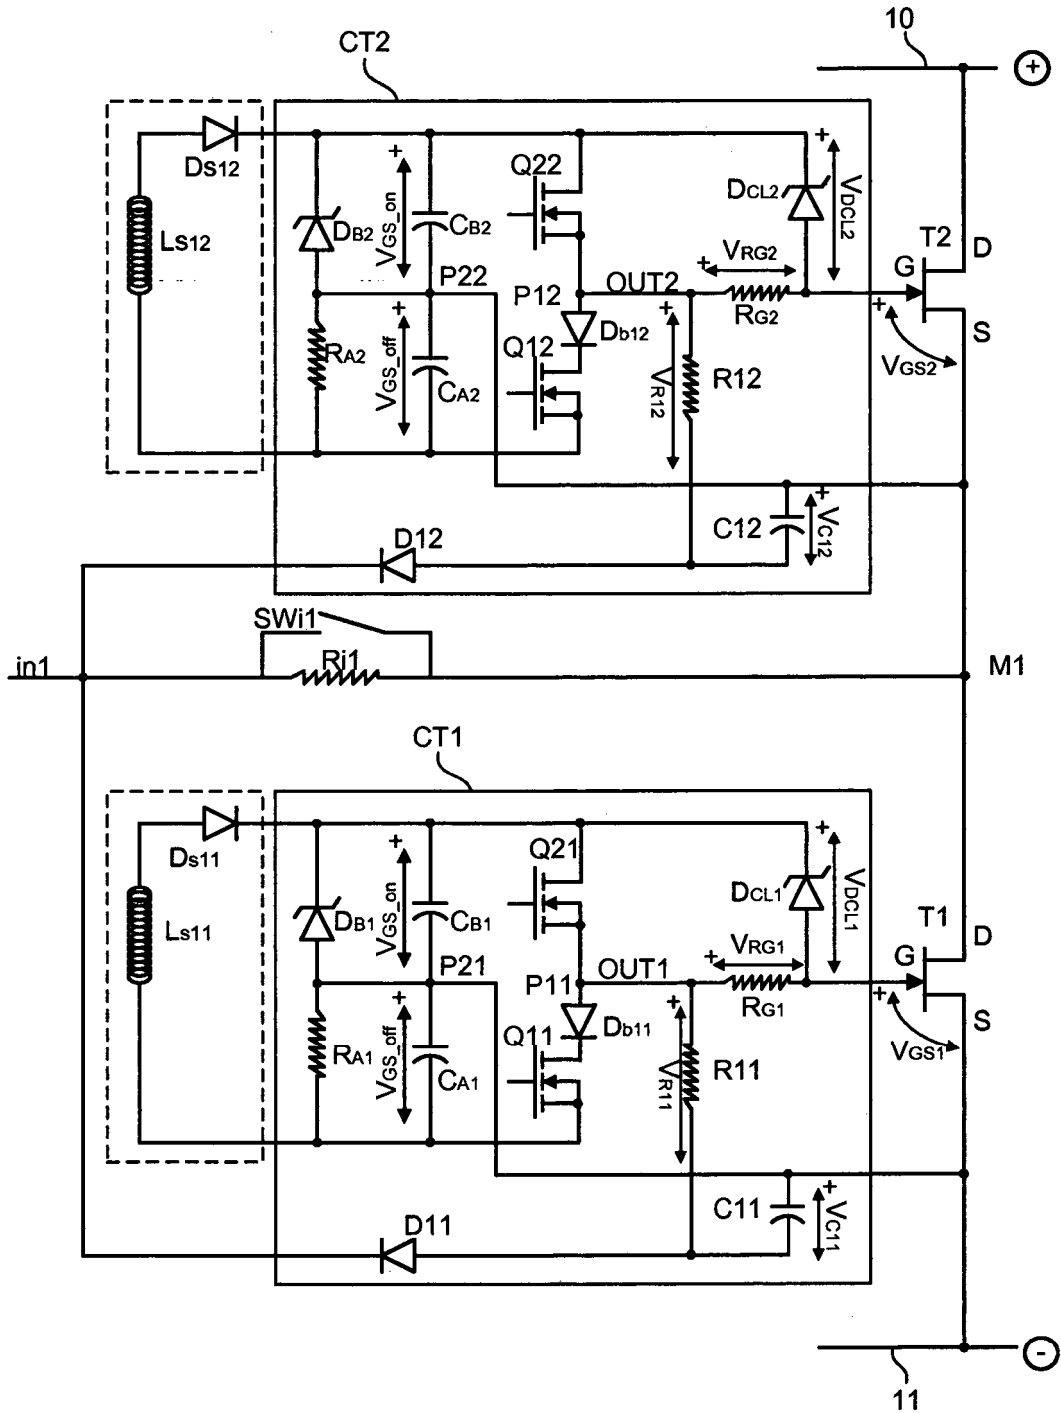 10
+
CT2
DS12
Q22
DCL2
VDCL2
+
LS12
DB2
VGS_on
+
CB2
VRG2
+
T2
D
G
P22
P12
OUT2
RG2
S
VGS2
+
RA2
VGS_off
+
CA2
Q12
Db12
VR12
+
R12
C12
VC12
+
D12
SWi1
in1
Ri1
M1
CT1
Ds11
Q21
DCL1
VDCL1
+
Ls11
DB1
VGS_on
+
CB1
VRG1
+
T1
D
G
P21
P11
OUT1
RG1
S
VGS1
+
RA1
VGS_off
+
CA1
Q11
Db11
VR11
+
R11
C11
VC11
+
D11
-
11